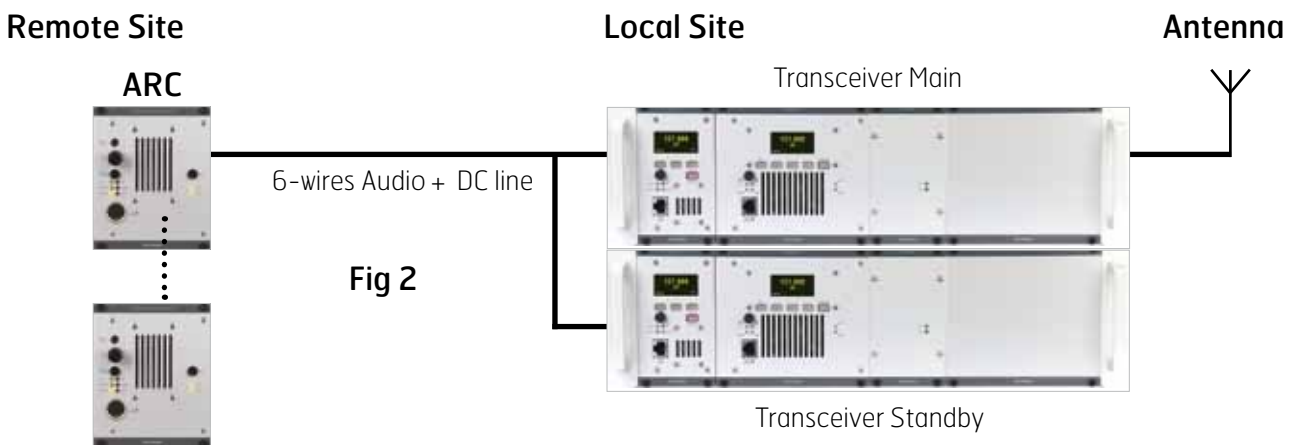 Remote Site
Local Site
Antenna
ARC
Transceiver Main
6-wires Audio + DC line
Fig 2
Transceiver Standby